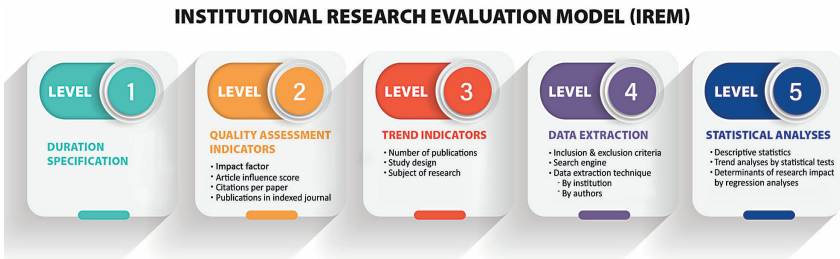 INSTITUTIONAL RESEARCH EVALUATION MODEL (IREM)
LEVEL 1
DURATION
SPECIFICATION
LEVEL 2
QUALITY ASSESSMENT
INDICATORS
• Impact factor
• Article influence score
• Citations per paper
• Publications in indexed journal
LEVEL 3
TREND INDICATORS
• Number of publications
• Study design
• Subject of research
LEVEL 4
DATA EXTRACTION
• Inclusion & exclusion criteria
• Search engine
• Data extraction technique
- By institution
- By authors
LEVEL 5
STATISTICAL ANALYSES
• Descriptive statistics
• Trend analyses by statistical tests
• Determinants of research impact
by regression analyses